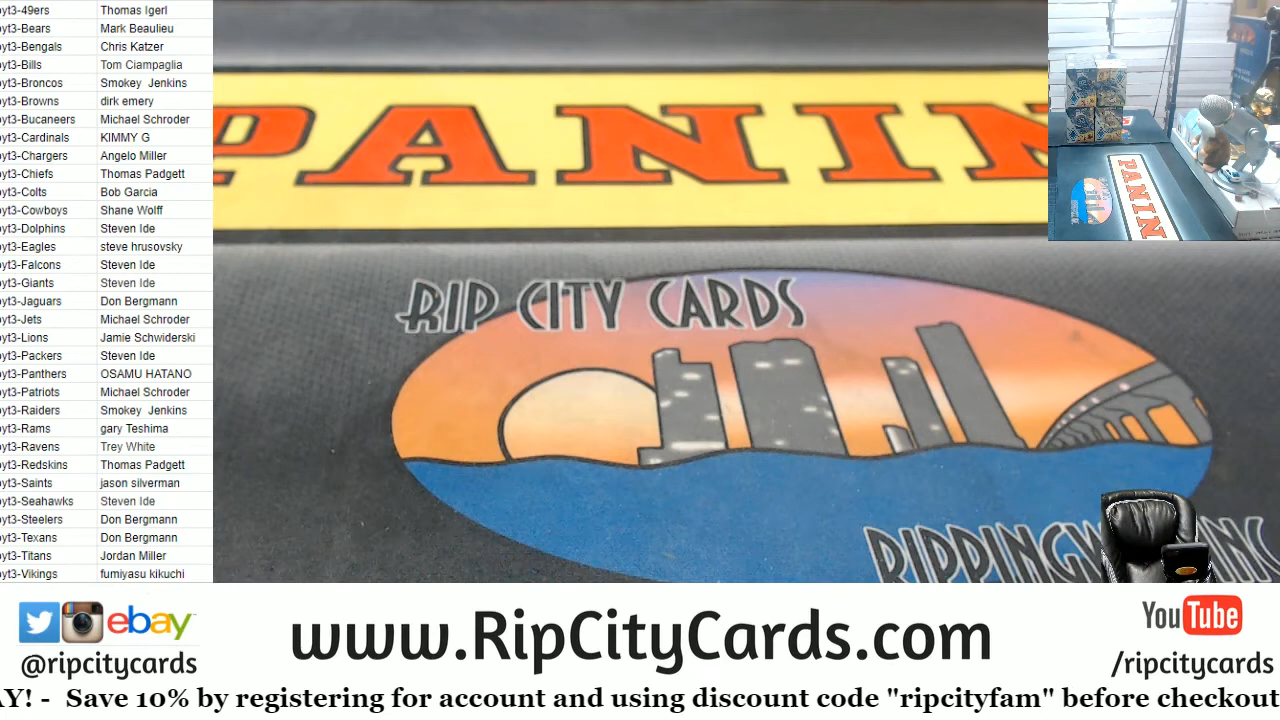 yt3-49ers Thomas Igerl
yt3-Bears Mark Beaulieu
yt3-Bengals Chris Katzer
yt3-Bills Tom Ciampaglia
yt3-Broncos Smokey Jenkins
yt3-Browns dirk emery
yt3-Bucaneers Michael Schroder
yt3-Cardinals KIMMY G
yt3-Chargers Angelo Miller
yt3-Chiefs Thomas Padgett
yt3-Colts Bob Garcia
yt3-Cowboys Shane Wolff
yt3-Dolphins Steven Ide
yt3-Eagles steve hrusovsky
yt3-Falcons Steven Ide
yt3-Giants Steven Ide
yt3-Jaguars Don Bergmann
yt3-Jets Michael Schroder
yt3-Lions Jamie Schwiderski
yt3-Packers Steven Ide
yt3-Panthers OSAMU HATANO
yt3-Patriots Michael Schroder
yt3-Raiders Smokey Jenkins
yt3-Rams gary Teshima
yt3-Ravens Trey White
yt3-Redskins Thomas Padgett
yt3-Saints jason silverman
yt3-Seahawks Steven Ide
yt3-Steelers Don Bergmann
yt3-Texans Don Bergmann
yt3-Titans Jordan Miller
yt3-Vikings fumiyasu kikuchi
PANIN
PANIN
RIP CITY CARDS
ebay
@ripcitycards
www.RipCityCards.com
YouTube
/ripcitycards
AY! - Save 10% by registering for account and using discount code "ripcityfam" before checkout